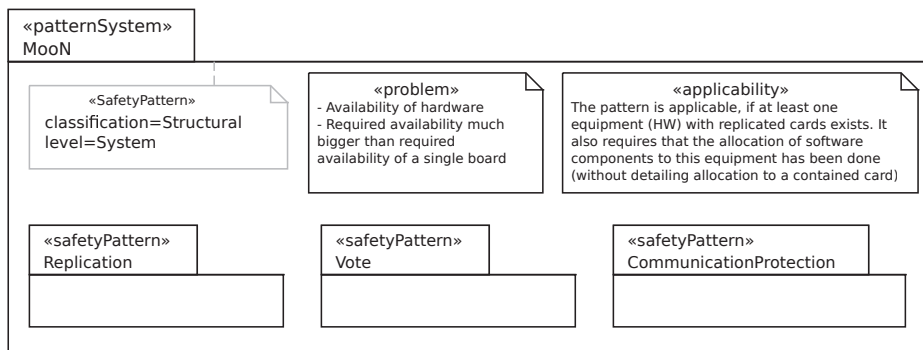 «patternSystem»
MooN
«SafetyPattern»
classification=Structural
level=System
«problem»
- Availability of hardware
- Required availability much
bigger than required
availability of a single board
«applicability»
The pattern is applicable, if at least one
equipment (HW) with replicated cards exists. It
also requires that the allocation of software
components to this equipment has been done
(without detailing allocation to a contained card)
«safetyPattern»
Replication
«safetyPattern»
Vote
«safetyPattern»
CommunicationProtection